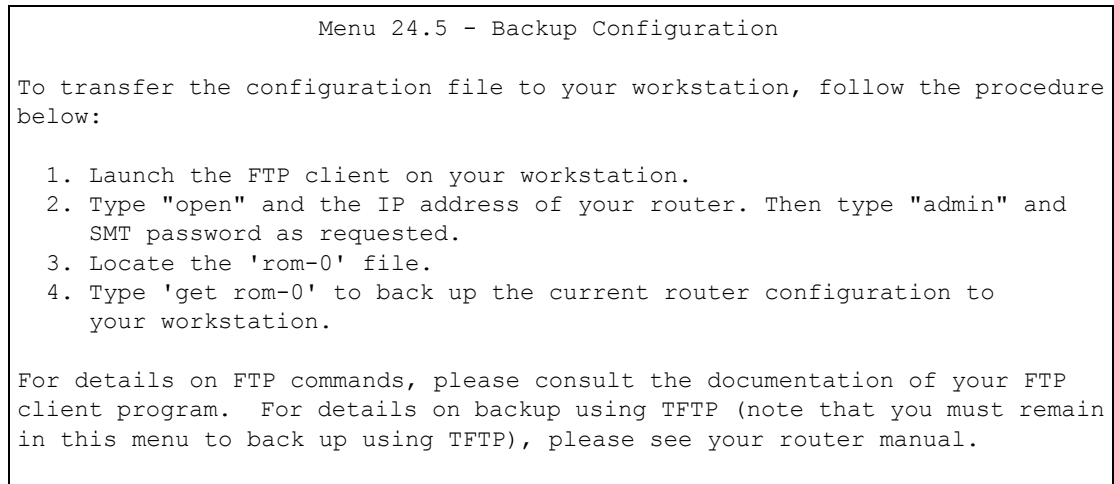 Menu 24.5 - Backup Configuration
To transfer the configuration file to your workstation, follow the procedure
below:
1. Launch the FTP client on your workstation.
2. Type "open" and the IP address of your router. Then type "admin" and
SMT password as requested.
3. Locate the 'rom-0' file.
4. Type 'get rom-0' to back up the current router configuration to
your workstation.
For details on FTP commands, please consult the documentation of your FTP
client program.  For details on backup using TFTP (note that you must remain
in this menu to back up using TFTP), please see your router manual.